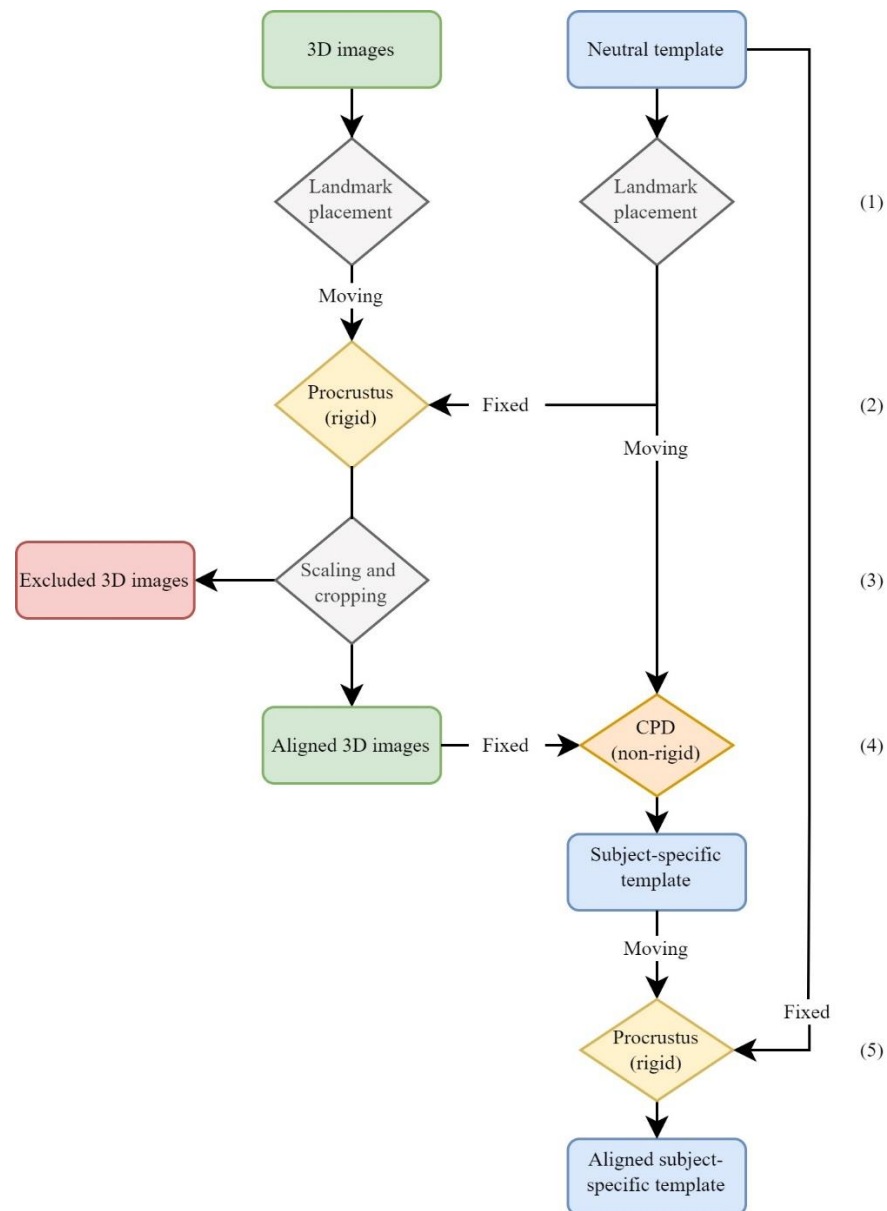 3D images
Neutral template
Landmark
placement
Landmark
placement
(1)
Moving
Procrustus
(rigid)
Fixed
(2)
Moving
Excluded 3D images
Scaling and
cropping
(3)
Aligned 3D images
Fixed
CPD
(non-rigid)
(4)
Subject-specific
template
Moving
Fixed
Procrustus
(rigid)
(5)
Aligned subject-
specific template